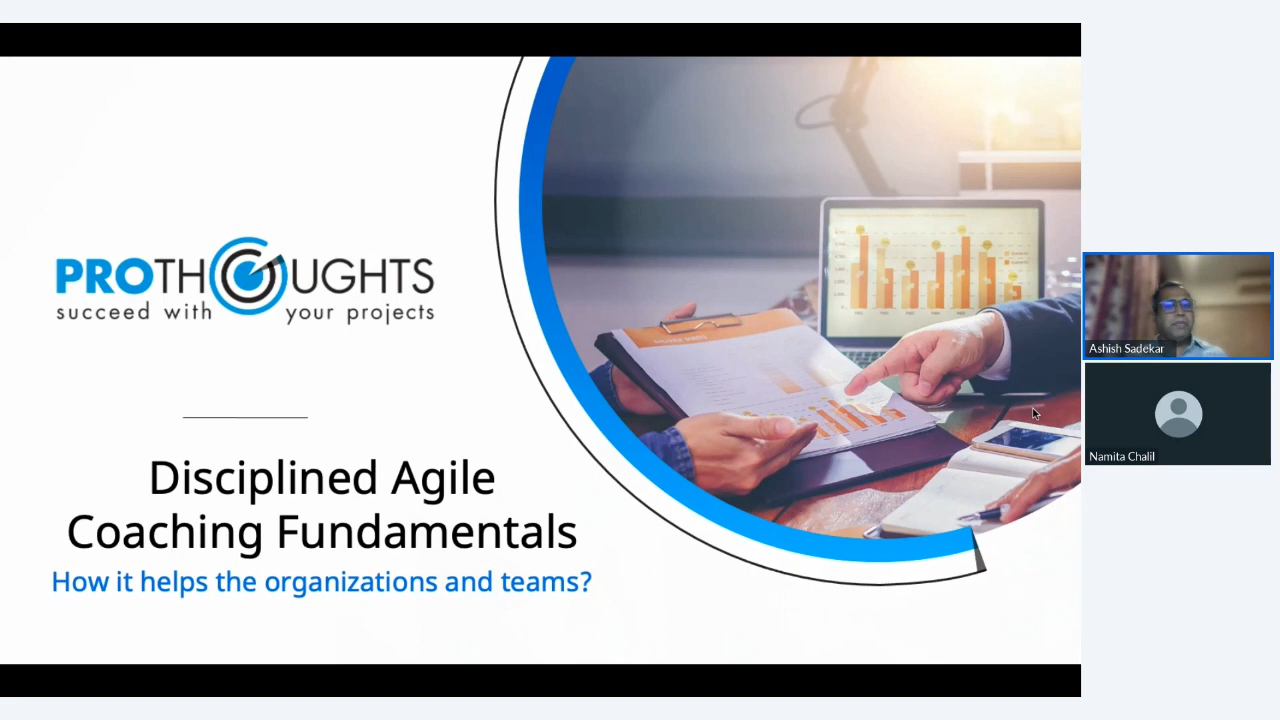 PROTHOUGHTS
succeed with your projects
Disciplined Agile
Coaching Fundamentals
How it helps the organizations and teams?
Ashish Sadekar
Namita Chalil